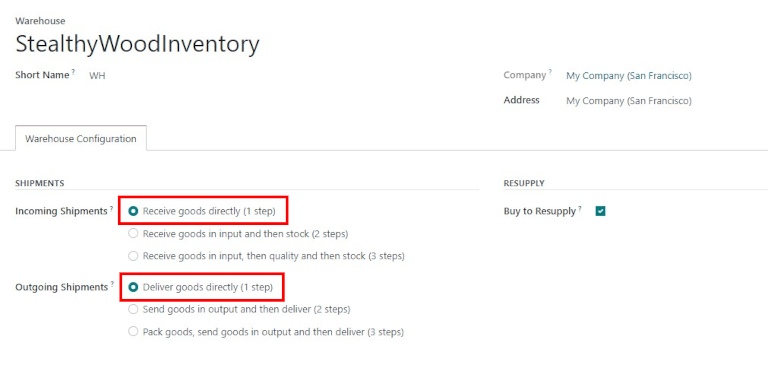 Warehouse
StealthyWoodInventory
Short Name ? WH
Company ? My Company (San Francisco)
Address My Company (San Francisco)
Warehouse Configuration
SHIPMENTS
RESUPPLY
Incoming Shipments ? Receive goods directly (1 step)
Buy to Resupply ?
Receive goods in input and then stock (2 steps)
Receive goods in input, then quality and then stock (3 steps)
Outgoing Shipments ? Deliver goods directly (1 step)
Send goods in output and then deliver (2 steps)
Pack goods, send goods in output and then deliver (3 steps)